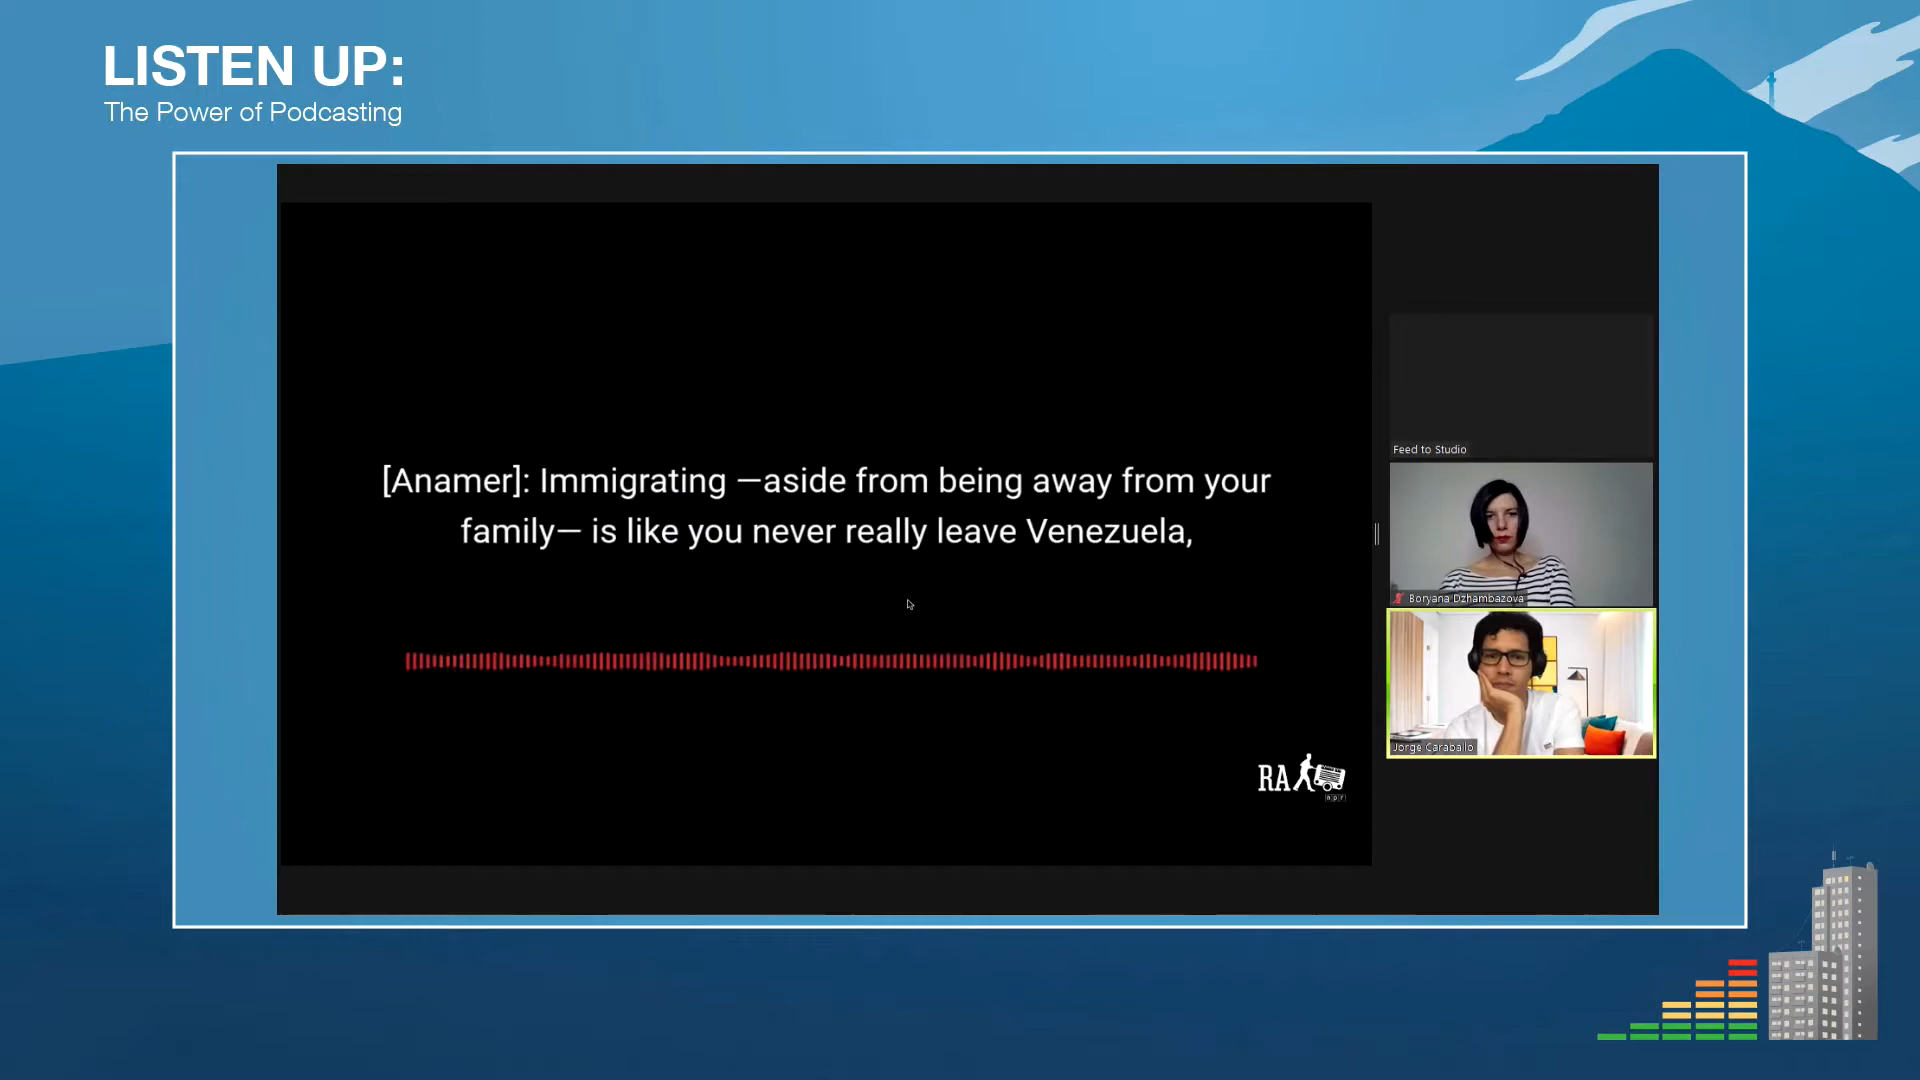 LISTEN UP:
The Power of Podcasting
[Anamer]: Immigrating —aside from being away from your
family— is like you never really leave Venezuela,
Feed to Studio
Boryana Dzhambazova
Jorge Caraballo
RA
npr